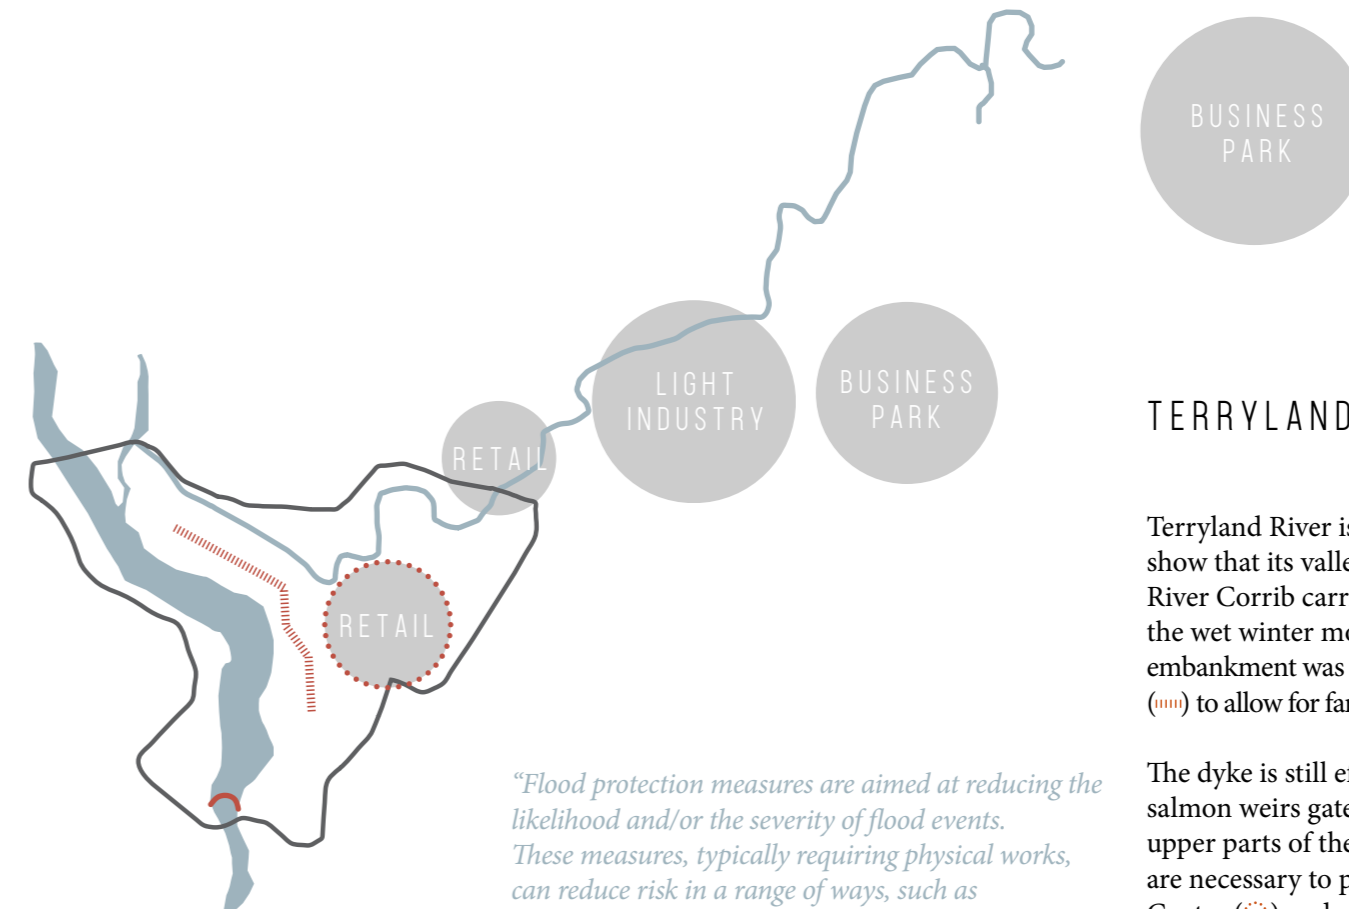 BUSINESS
PARK
LIGHT
INDUSTRY
BUSINESS
PARK
RETAIL
RETAIL
“Flood protection measures are aimed at reducing the
likelihood and/or the severity of flood events.
These measures, typically requiring physical works,
can reduce risk in a range of ways, such as
TERRYLAND
Terryland River is
show that its valle
River Corrib carr
the wet winter mo
embankment was
() to allow for far
The dyke is still e
salmon weirs gate
upper parts of the
are necessary to p